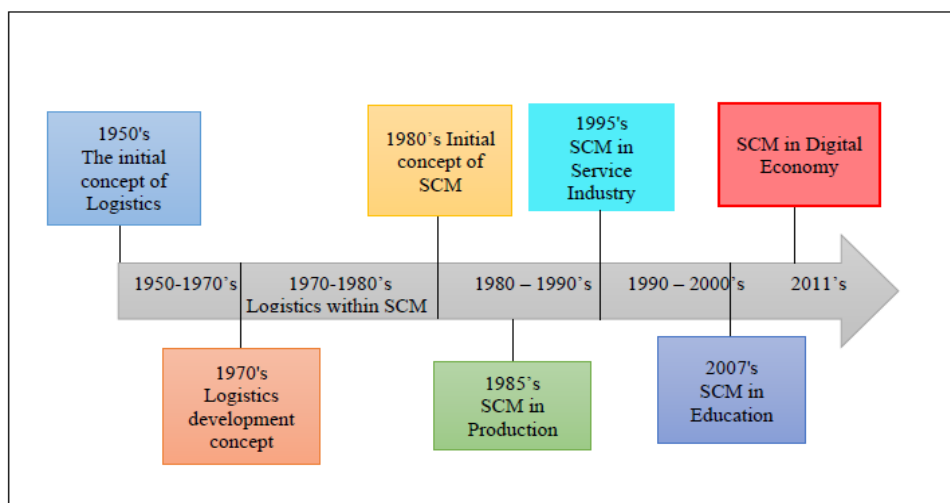 1950's
The initial
concept of
Logistics
1980’s Initial
concept of
SCM
1995's
SCM in
Service
Industry
SCM in Digital
Economy
1950-1970's
1970-1980's
Logistics within SCM
1980 – 1990's
1990 – 2000's
2011’s
1970's
Logistics
development
concept
1985’s
SCM in
Production
2007's
SCM in
Education